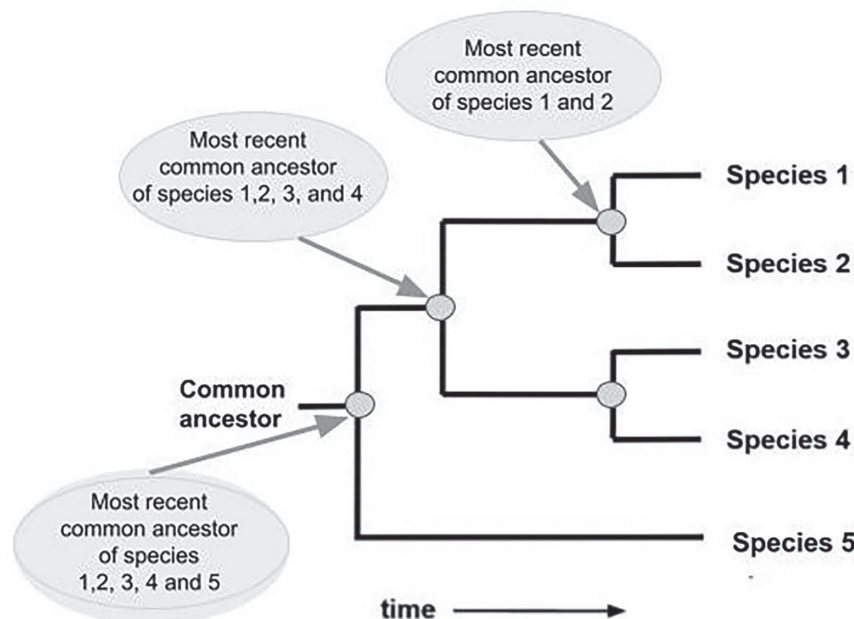 Most recent
common ancestor
of species 1 and 2
Most recent
common ancestor
of species 1,2, 3, and 4
Species 1
Species 2
Species 3
Common
ancestor
Species 4
Most recent
common ancestor
of species
1,2, 3, 4 and 5
Species 5
time